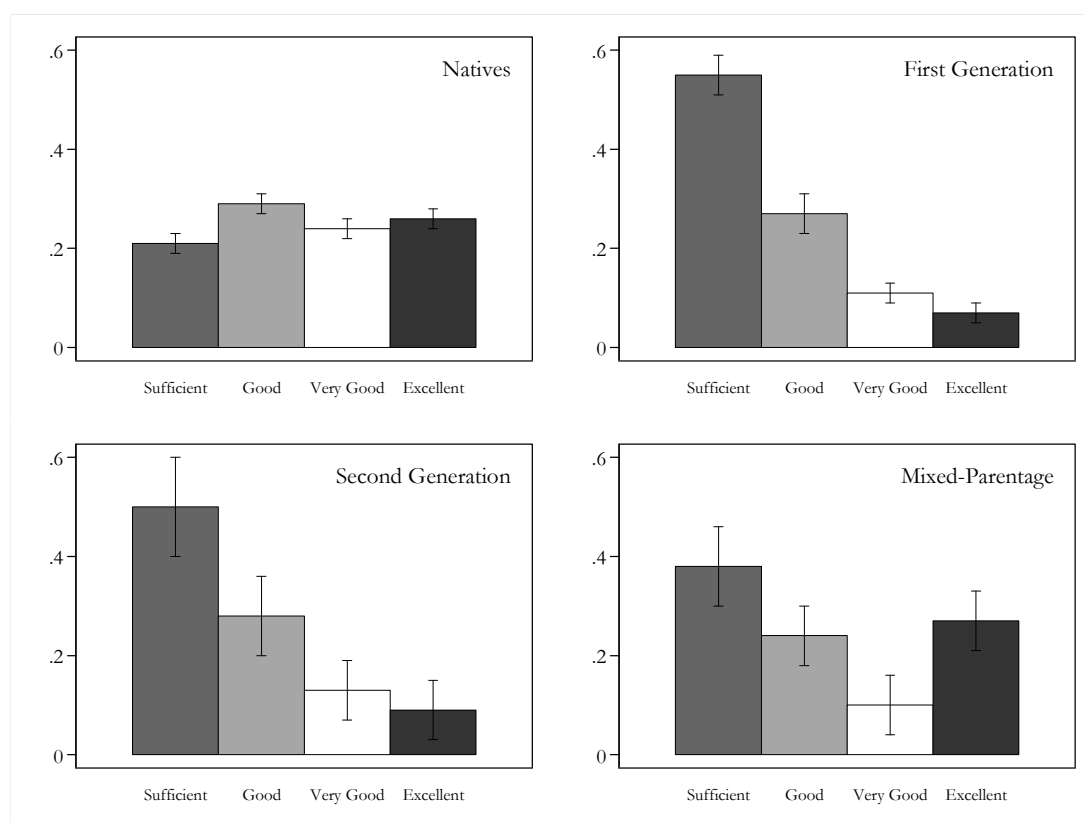 Natives
.6
.4
.2
0
Sufficient Good Very Good Excellent
First Generation
.6
.4
.2
0
Sufficient Good Very Good Excellent
Second Generation
.6
.4
.2
0
Sufficient Good Very Good Excellent
Mixed-Parentage
.6
.4
.2
0
Sufficient Good Very Good Excellent